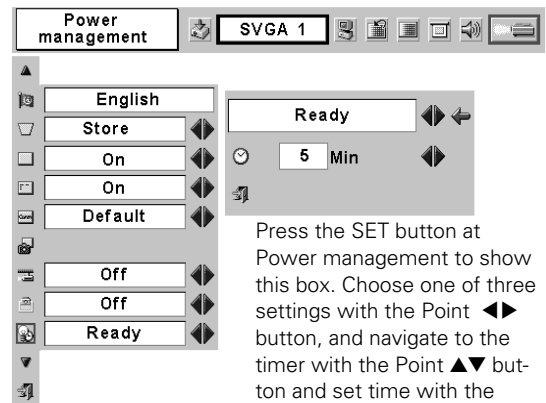 Power
management
SVGA 1
English
Store
On
On
Default
Off
Off
Ready
Ready
5 Min
Press the SET button at
Power management to show
this box. Choose one of three
settings with the Point ◀▶
button, and navigate to the
timer with the Point ▲▼ but-
ton and set time with the